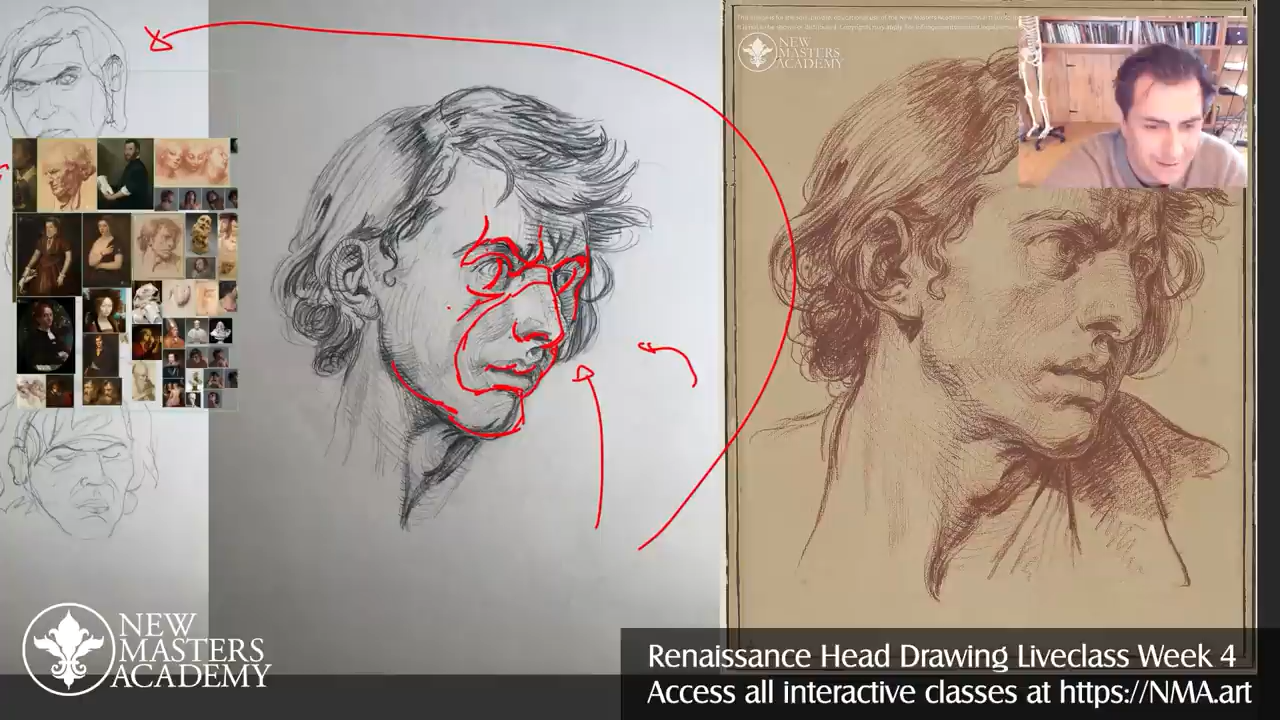 NEW
MASTERS
ACADEMY
NEW
MASTERS
ACADEMY
Renaissance Head Drawing Liveclass Week 4
Access all interactive classes at https://NMA.art